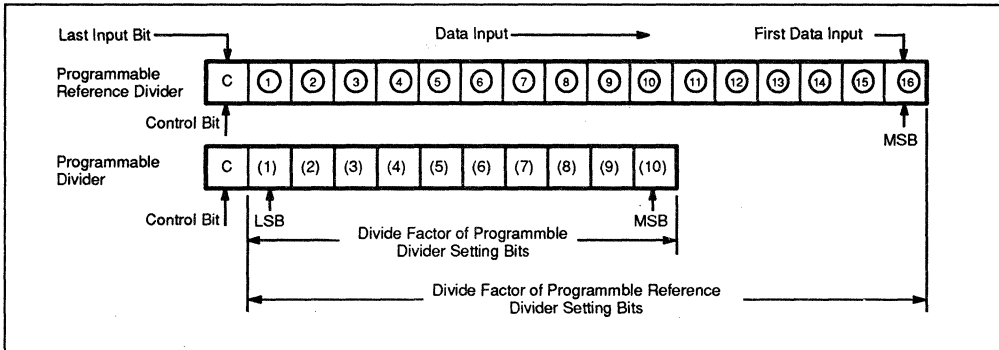 Last Input Bit Data Input First Data Input
Programmable
Reference Divider
C 1 2 3 4 5 6 7 8 9 10 11 12 13 14 15 16
Control Bit
MSB
Programmable
Divider
C (1) (2) (3) (4) (5) (6) (7) (8) (9) (10)
Control Bit LSB MSB
Divide Factor of Programmble
Divider Setting Bits
Divide Factor of Programmble Reference
Divider Setting Bits